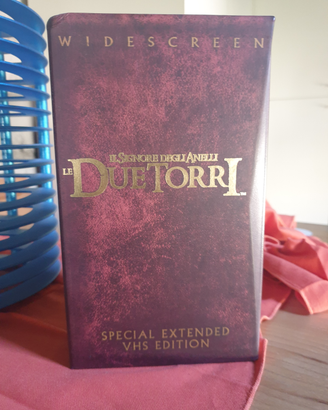 WIDESCREEN
IL SIGNORE DEGLI ANELLI
LE DUE TORRI
SPECIAL EXTENDED
VHS EDITION